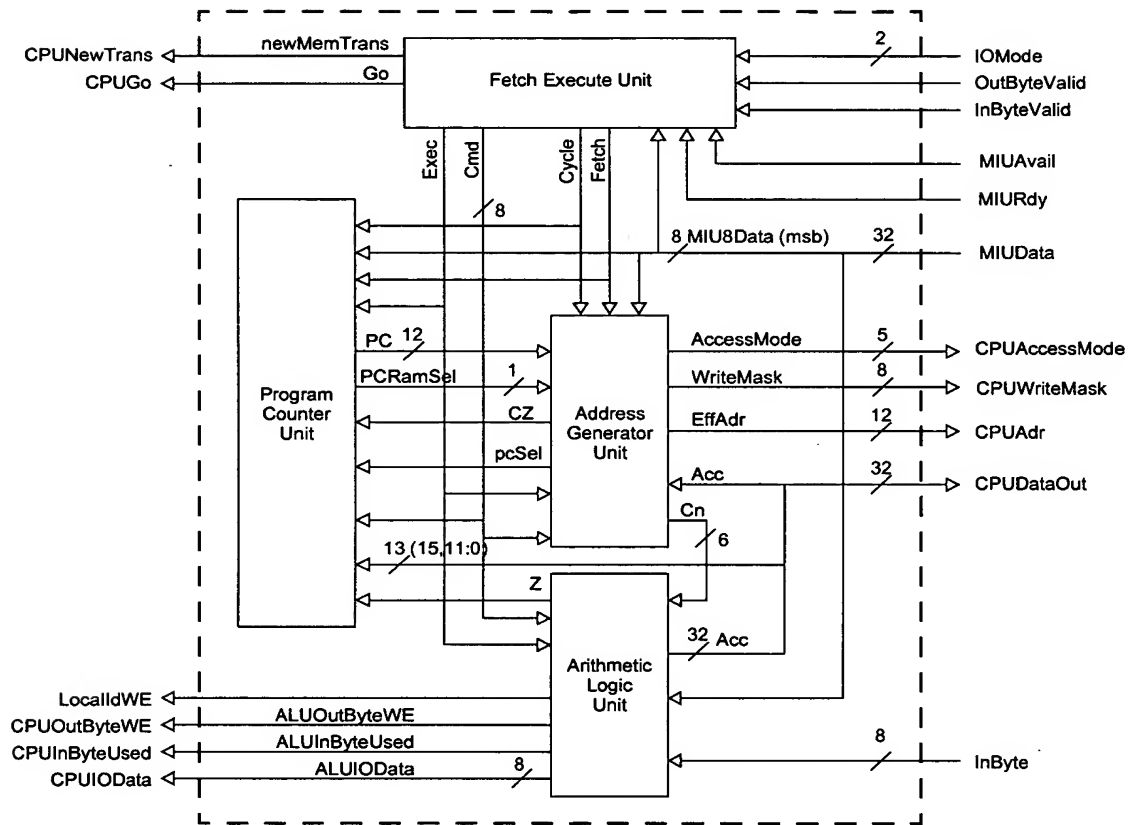 CPUNewTrans
newMemTrans
CPUGo
Go
Fetch Execute Unit
2
IOMode
OutByteValid
InByteValid
MIUAvail
MIURdy
Exec
Cmd
Cycle
Fetch
8
8 MIU8Data (msb)
32
MIUData
PC
12
PCRamSel
1
CZ
pcSel
Program
Counter
Unit
Address
Generator
Unit
AccessMode
5
CPUAccessMode
WriteMask
8
CPUWriteMask
EffAdr
12
CPUAdr
Acc
32
CPUDataOut
Cn
6
13 (15,11:0)
Z
32
Acc
Arithmetic
Logic
Unit
LocalIdWE
CPUOutByteWE
ALUOutByteWE
CPUInByteUsed
ALUInByteUsed
CPUIOData
ALUIOData
8
8
InByte